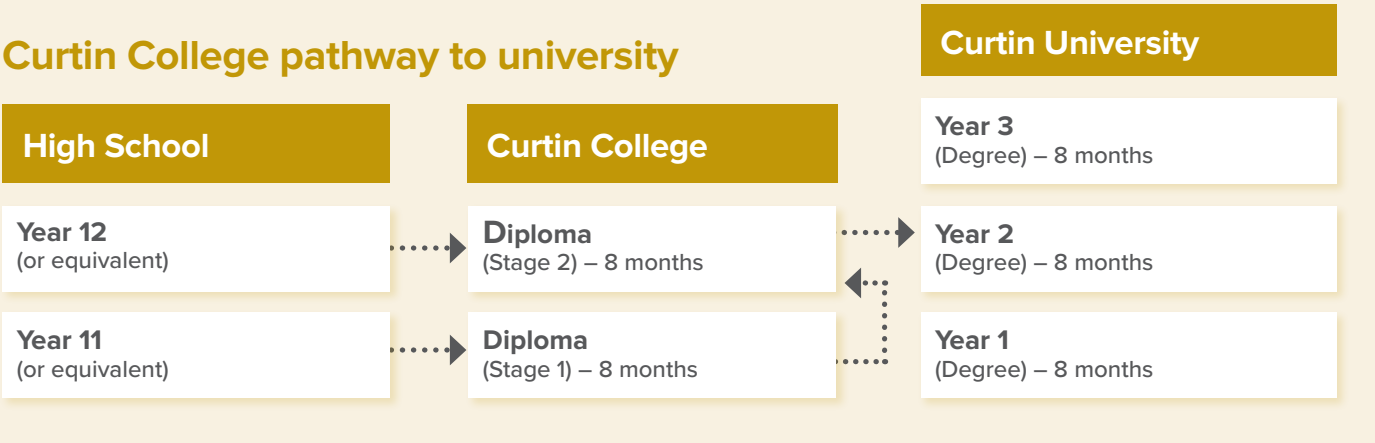 Curtin College pathway to university
High School
Year 12
(or equivalent)
Year 11
(or equivalent)
Curtin College
Diploma
(Stage 2) – 8 months
Diploma
(Stage 1) – 8 months
Curtin University
Year 3
(Degree) – 8 months
Year 2
(Degree) – 8 months
Year 1
(Degree) – 8 months